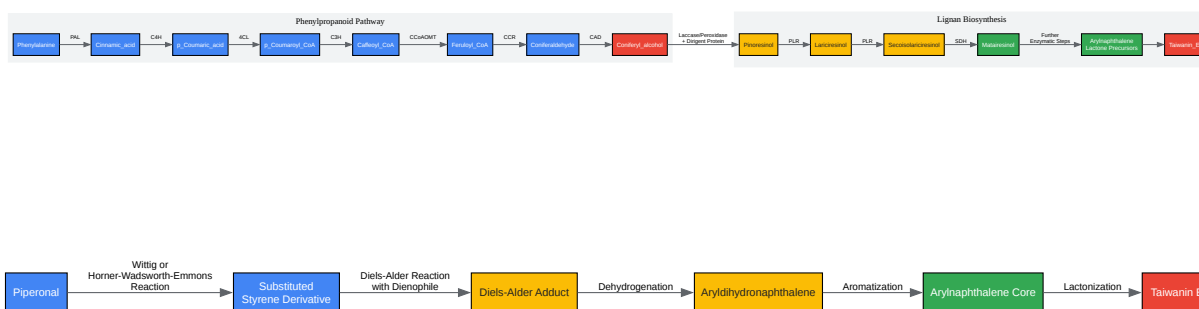 Phenylpropanoid Pathway
Lignan Biosynthesis
Phenylalanine
PAL
Cinnamic_acid
C4H
p_Coumaric_acid
4CL
p_Coumaroyl_CoA
C3H
Caffeoyl_CoA
CCoAOMT
Feruloyl_CoA
CCR
Coniferaldehyde
CAD
Coniferyl_alcohol
Laccase/Peroxidase
+ Dirigent Protein
Pinoresinol
PLR
Lariciresinol
PLR
Secoisolariciresinol
SDH
Matairesinol
Further
Enzymatic Steps
Arylnaphthalene
Lactone Precursors
Taiwanin_E
Piperonal
Wittig or
Horner-Wadsworth-Emmons
Reaction
Substituted
Styrene Derivative
Diels-Alder Reaction
with Dienophile
Diels-Alder Adduct
Dehydrogenation
Aryldihydronaphthalene
Aromatization
Arylnaphthalene Core
Lactonization
Taiwanin E